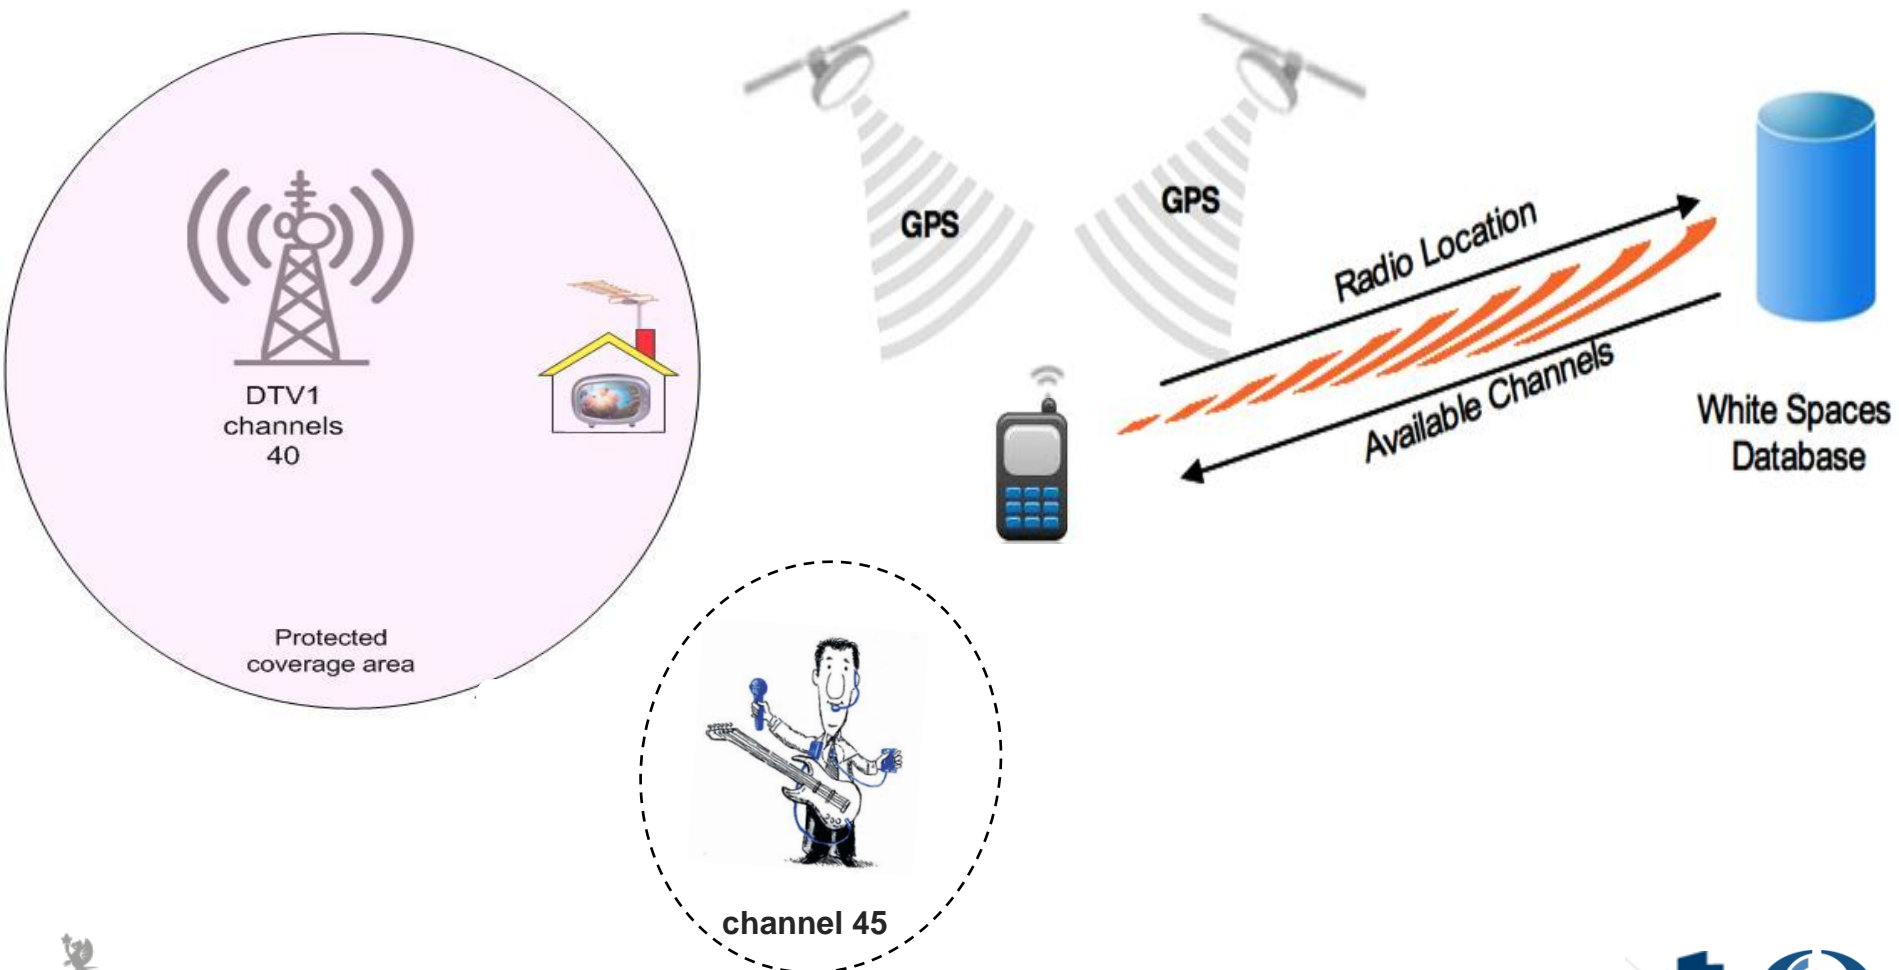 DTV1
channels
40
Protected
coverage area
GPS
GPS
Radio Location
Available Channels
White Spaces
Database
channel 45